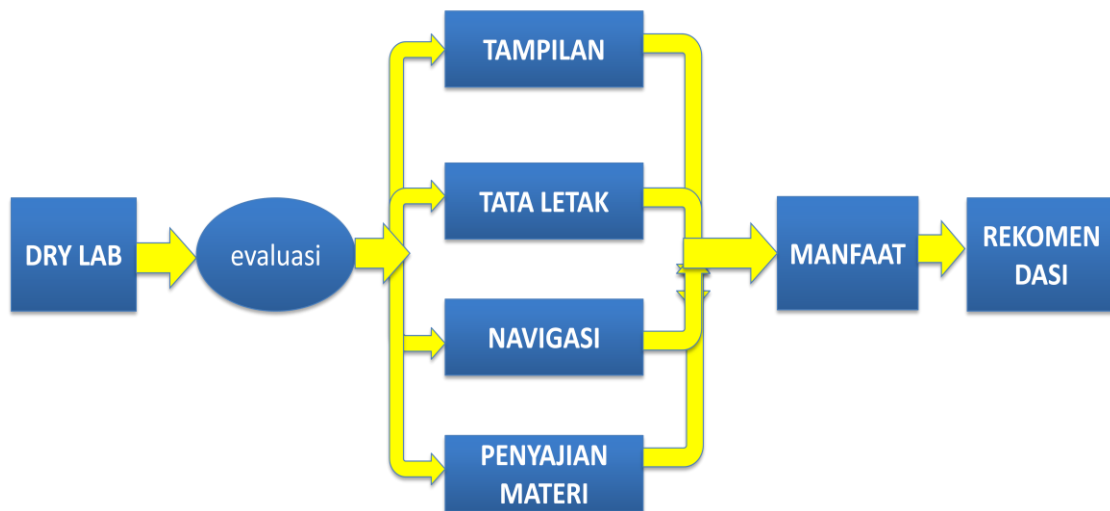 TAMPILAN
TATA LETAK
DRY LAB
evaluasi
MANFAAT
REKOMEN
DASI
NAVIGASI
PENYAJIAN
MATERI